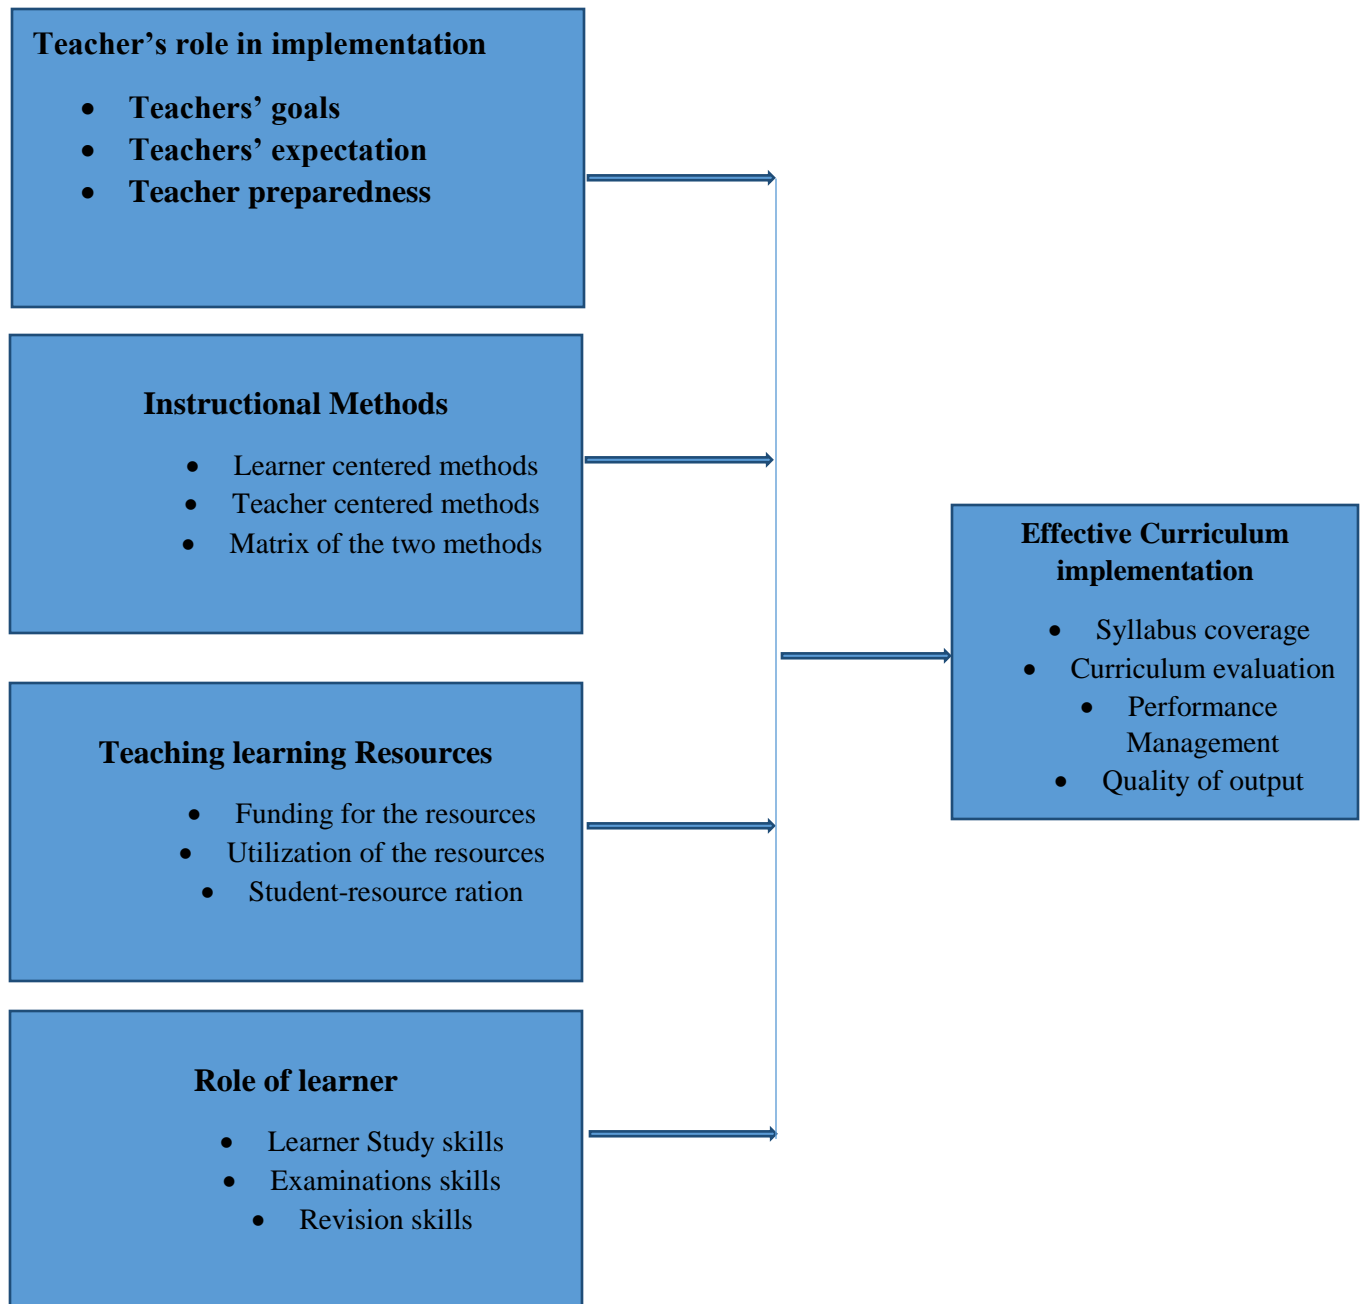 Teacher’s role in implementation
• Teachers’ goals
• Teachers’ expectation
• Teacher preparedness
Instructional Methods
• Learner centered methods
• Teacher centered methods
• Matrix of the two methods
Teaching learning Resources
• Funding for the resources
• Utilization of the resources
• Student-resource ration
Role of learner
• Learner Study skills
• Examinations skills
• Revision skills
Effective Curriculum
implementation
• Syllabus coverage
• Curriculum evaluation
• Performance
Management
• Quality of output